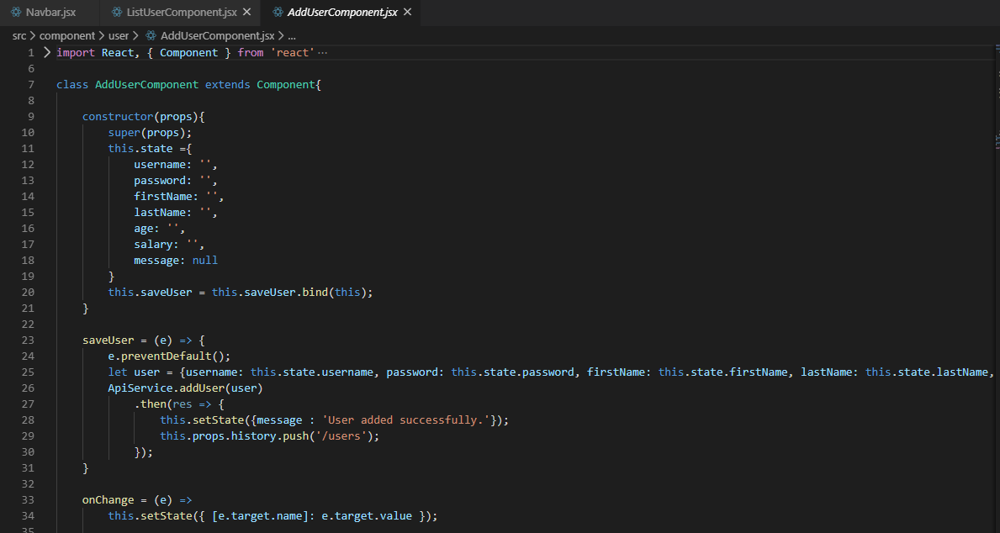 Navbar.jsx ListUserComponent.jsx AddUserComponent.jsx
src > component > user > AddUserComponent.jsx > ...
1 import React, { Component } from 'react' ···
6
7 class AddUserComponent extends Component{
8
9 constructor(props){
10 super(props);
11 this.state ={
12 username: '',
13 password: '',
14 firstName: '',
15 lastName: '',
16 age: '',
17 salary: '',
18 message: null
19 }
20 this.saveUser = this.saveUser.bind(this);
21 }
22
23 saveUser = (e) => {
24 e.preventDefault();
25 let user = {username: this.state.username, password: this.state.password, firstName: this.state.firstName, lastName: this.state.lastName,
26 ApiService.addUser(user)
27 .then(res => {
28 this.setState({message : 'User added successfully.'});
29 this.props.history.push('/users');
30 });
31 }
32
33 onChange = (e) =>
34 this.setState({ [e.target.name]: e.target.value });
35